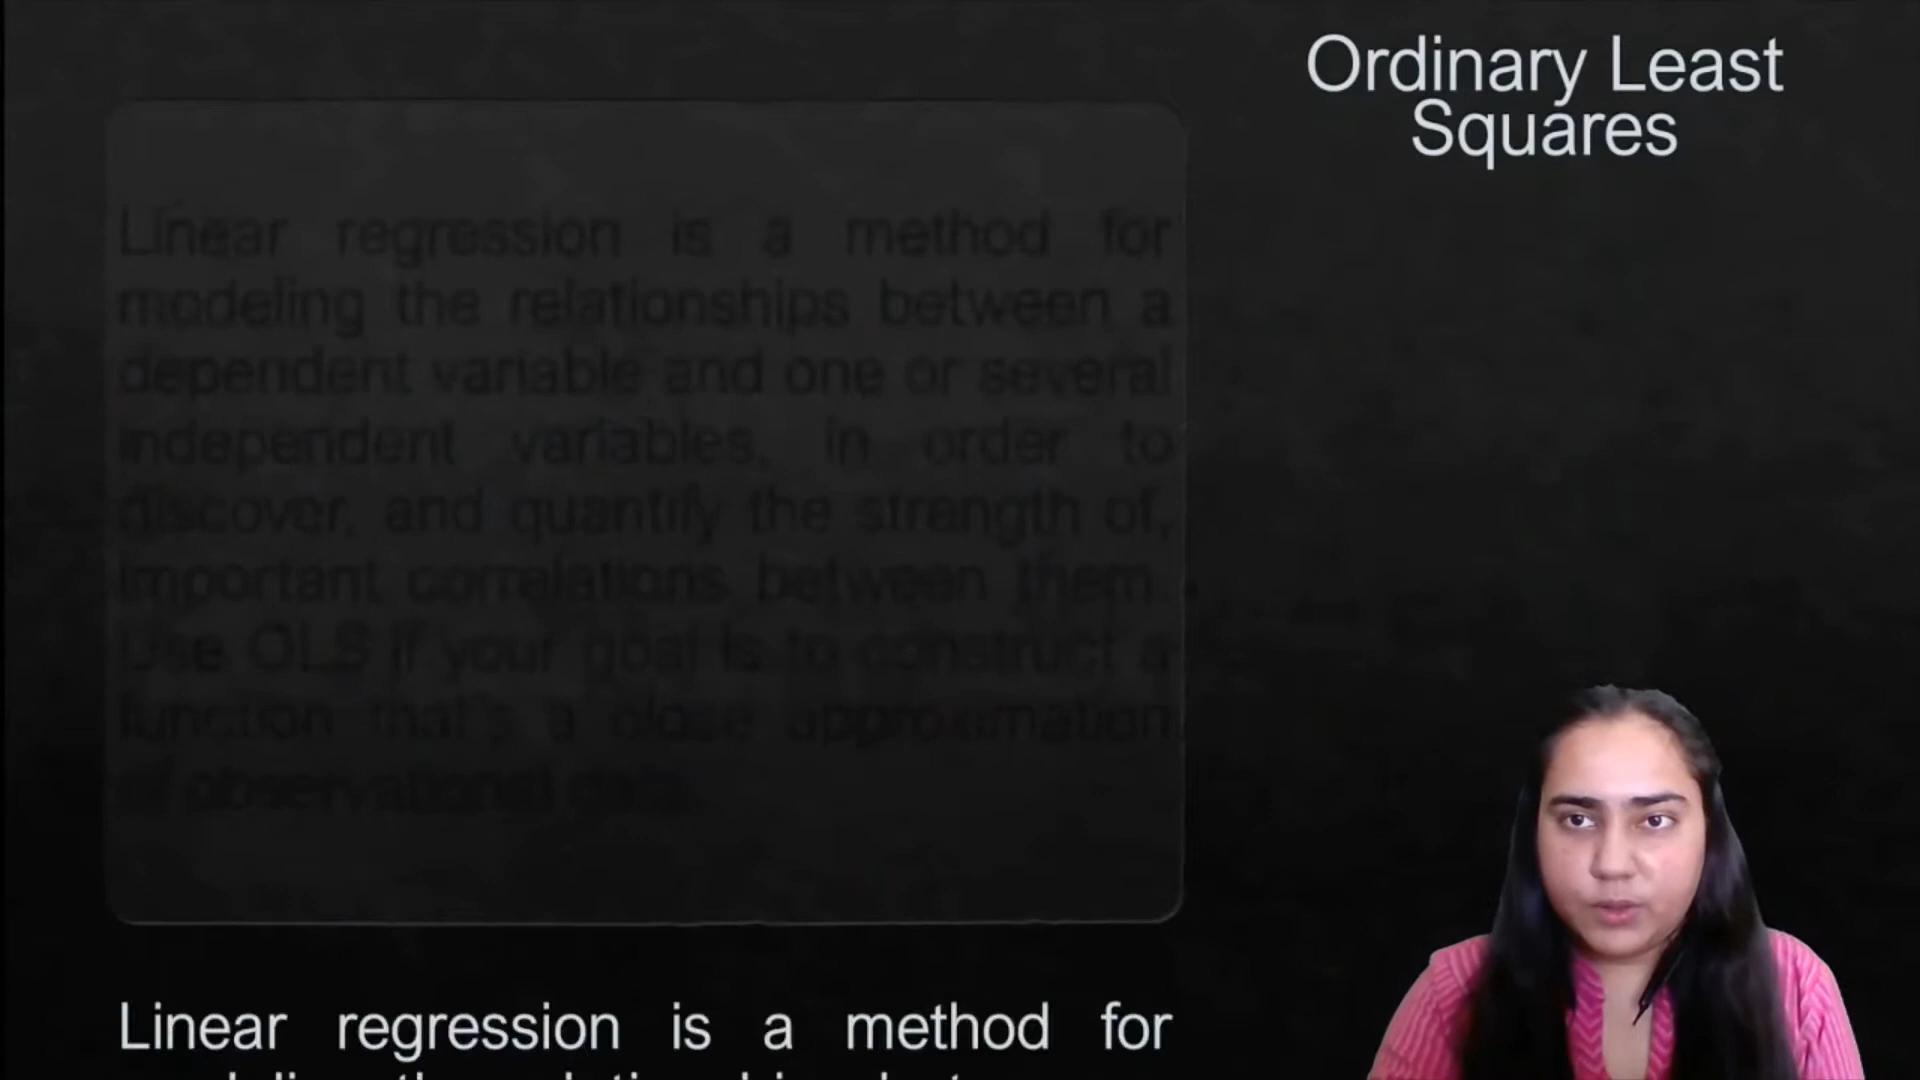 Ordinary Least
Squares
Linear regression is a method for
modeling the relationships between a
dependent variable and one or several
independent variables, in order to
discover, and quantify the strength of,
important correlations between them.
Use OLS if your goal is to construct a
function that's a close approximation
of observational data.
Linear regression is a method for